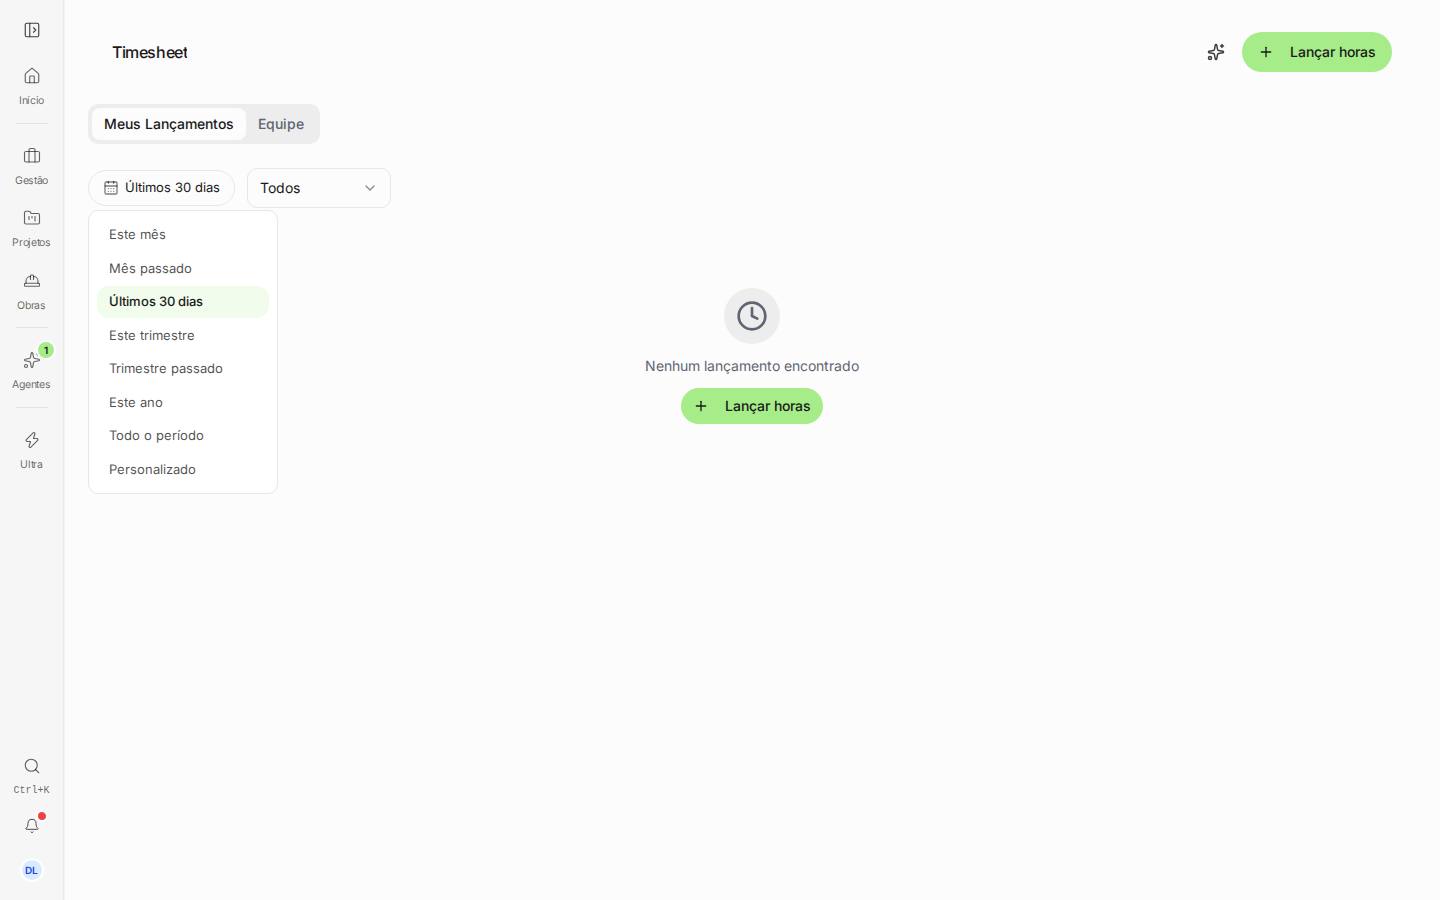 Timesheet
Lançar horas
Início
Meus Lançamentos
Equipe
Gestão
Últimos 30 dias
Todos
Projetos
Este mês
Mês passado
Últimos 30 dias
Este trimestre
Trimestre passado
Este ano
Todo o período
Personalizado
Obras
1
Agentes
Ultra
Nenhum lançamento encontrado
Lançar horas
Ctrl+K
DL